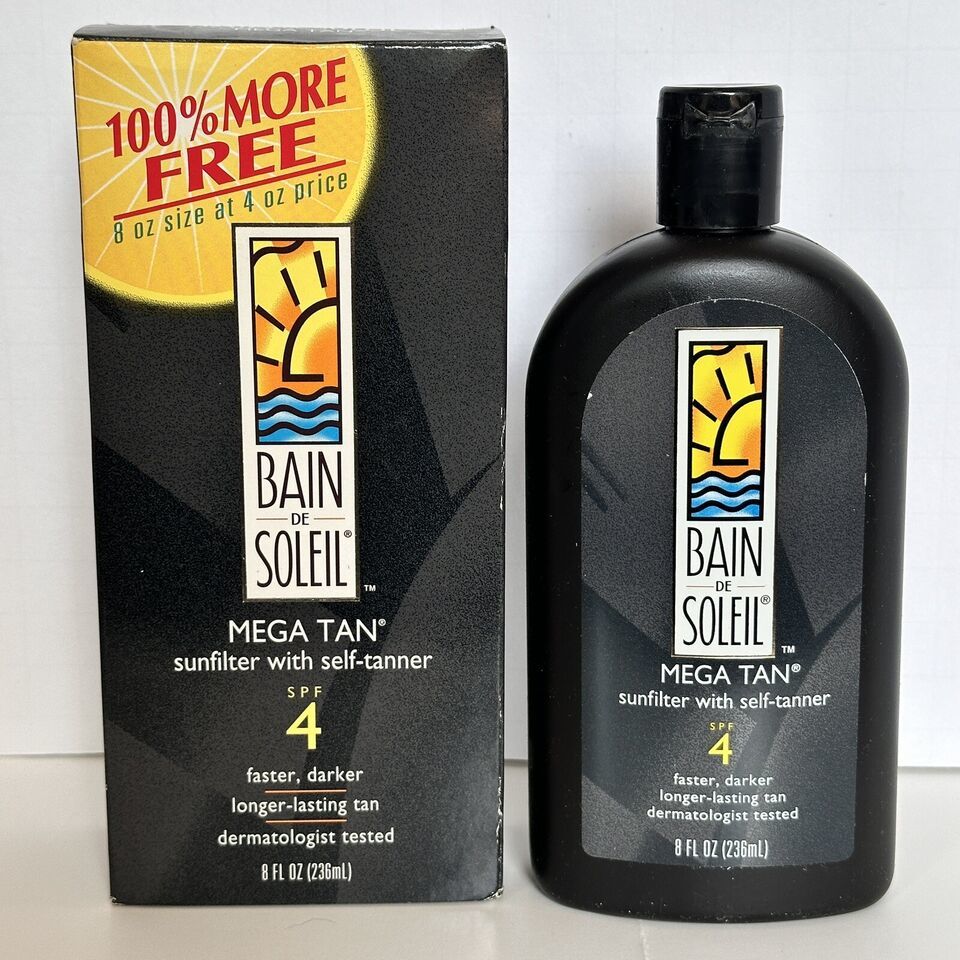 MEGA TAN
100% MORE
FREE
8 oz size at 4 oz price
BAIN
DE
SOLEIL®
™
MEGA TAN®
sunfilter with self-tanner
SPF
4
faster, darker
longer-lasting tan
dermatologist tested
8 FL OZ (236mL)
BAIN
DE
SOLEIL®
™
MEGA TAN®
sunfilter with self-tanner
SPF
4
faster, darker
longer-lasting tan
dermatologist tested
8 FL OZ (236mL)